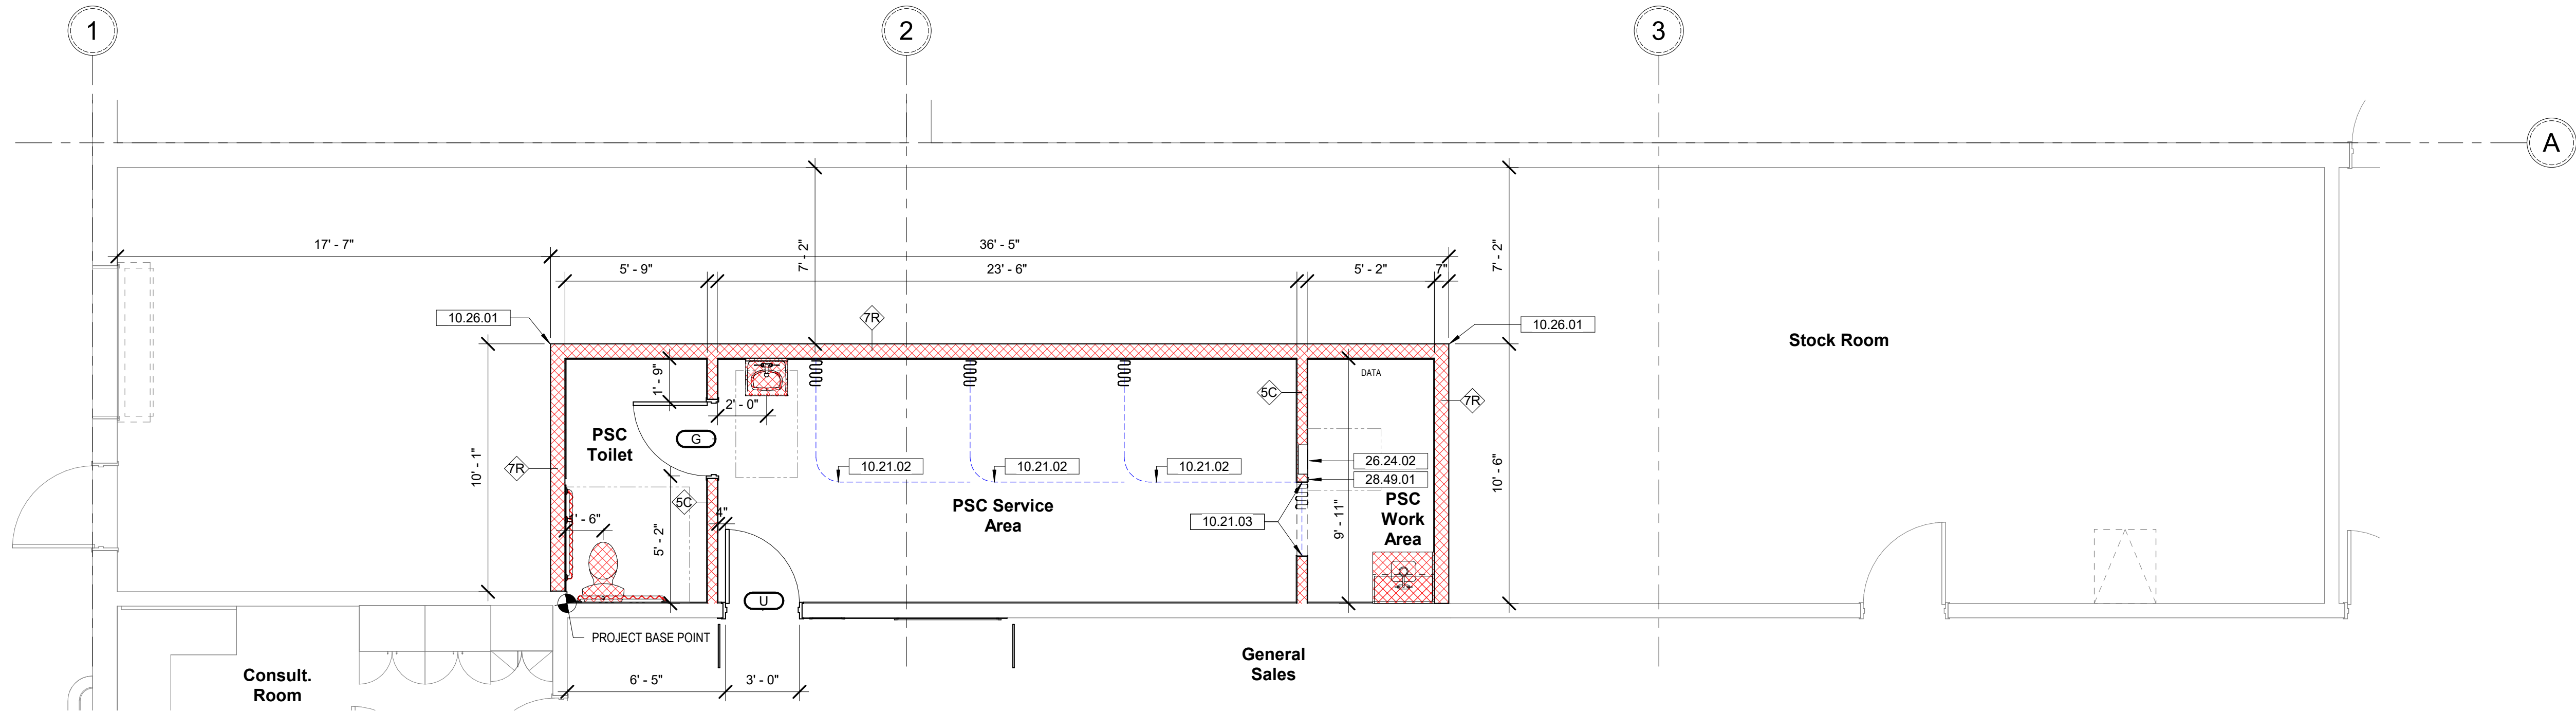 1
2
3
A
17' - 7"
36' - 5"
7' - 2"
7' - 2"
5' - 9"
23' - 6"
5' - 2"
7"
10.26.01
7R
10.26.01
Stock Room
1' - 9"
DATA
2' - 0"
5C
7R
PSC
Toilet
G
10' - 1"
7R
10.21.02
10.21.02
10.21.02
26.24.02
28.49.01
10' - 6"
5C
PSC Service
Area
PSC
Work
Area
4"
' - 6"
10.21.03
9' - 11"
5' - 2"
U
PROJECT BASE POINT
General
Sales
Consult.
Room
6' - 5"
3' - 0"